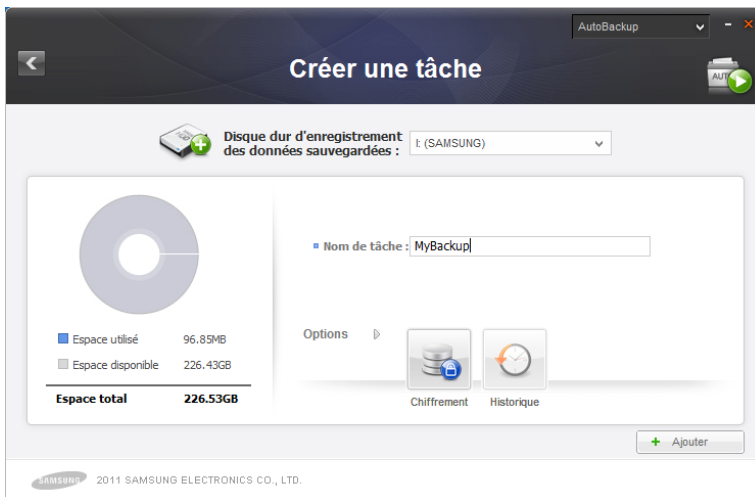 AutoBackup
Créer une tâche
AUTO
Disque dur d'enregistrement
des données sauvegardées :
I: (SAMSUNG)
Nom de tâche : MyBackup
Espace utilisé 96.85MB
Espace disponible 226.43GB
Espace total 226.53GB
Options
Chiffrement Historique
+ Ajouter
SAMSUNG 2011 SAMSUNG ELECTRONICS CO., LTD.